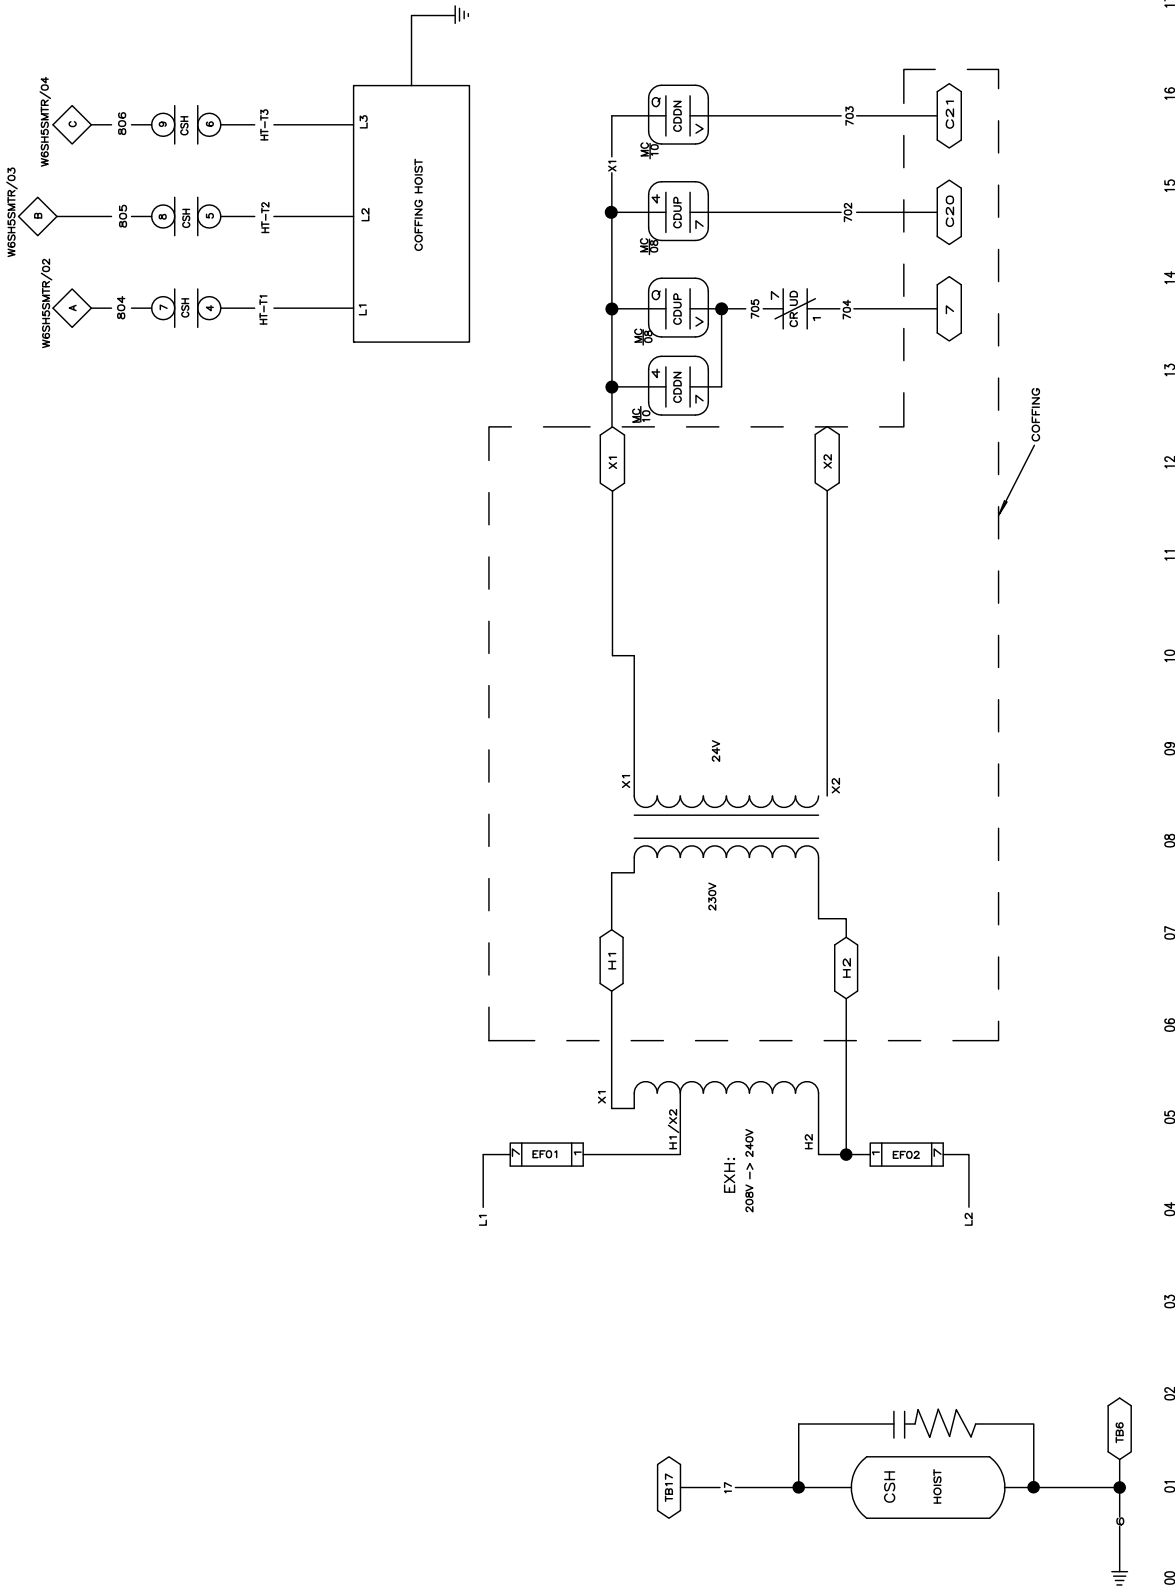 W6SH5SMTR/04
W6SH5SMTR/03
W6SH5SMTR/02
C
B
A
806
805
804
9
CSH
6
8
CSH
5
7
CSH
4
HT-T3
HT-T2
HT-T1
L3
L2
L1
COFFING HOIST
X1
Q
CDDN
V
MC
10
703
C21
4
CDUP
7
MC
08
702
C20
Q
CDUP
V
MC
08
705
7
CR-UD
1
704
7
4
CDDN
7
MC
10
X1
X2
COFFING
X1
24V
X2
230V
H1
H2
X1
H1/X2
H2
7
EF01
1
L1
EXH:
208V -> 240V
1
EF02
7
L2
TB17
17
CSH
HOIST
TB6
6
17
16
15
14
13
12
11
10
09
08
07
06
05
04
03
02
01
00